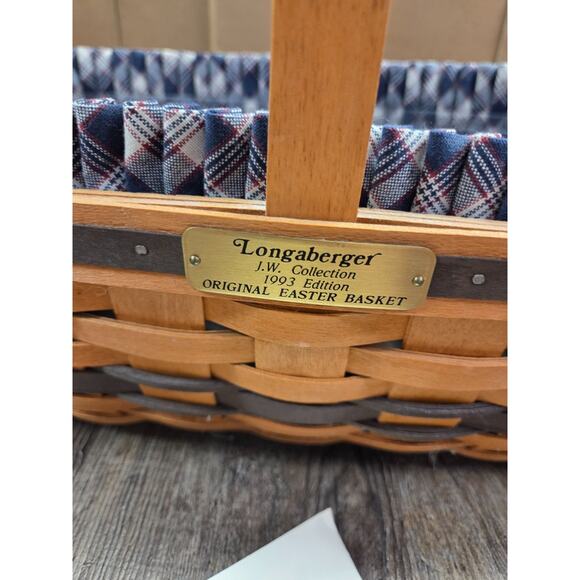 Longaberger
J.W. Collection
1993 Edition
ORIGINAL EASTER BASKET